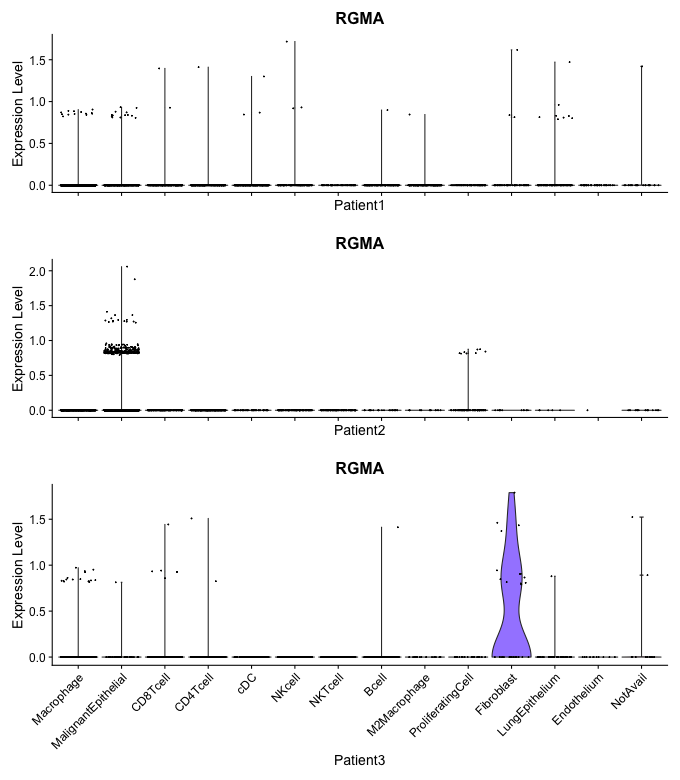 RGMA
Expression Level
1.5
1.0
0.5
0.0
Patient1
RGMA
Expression Level
2.0
1.5
1.0
0.5
0.0
Patient2
RGMA
Expression Level
1.5
1.0
0.5
0.0
Macrophage
MalignantEpithelial
CD8Tcell
CD4Tcell
cDC
NKcell
NKTcell
Bcell
M2Macrophage
ProliferatingCell
Fibroblast
LungEpithelium
Endothelium
NotAvail
Patient3